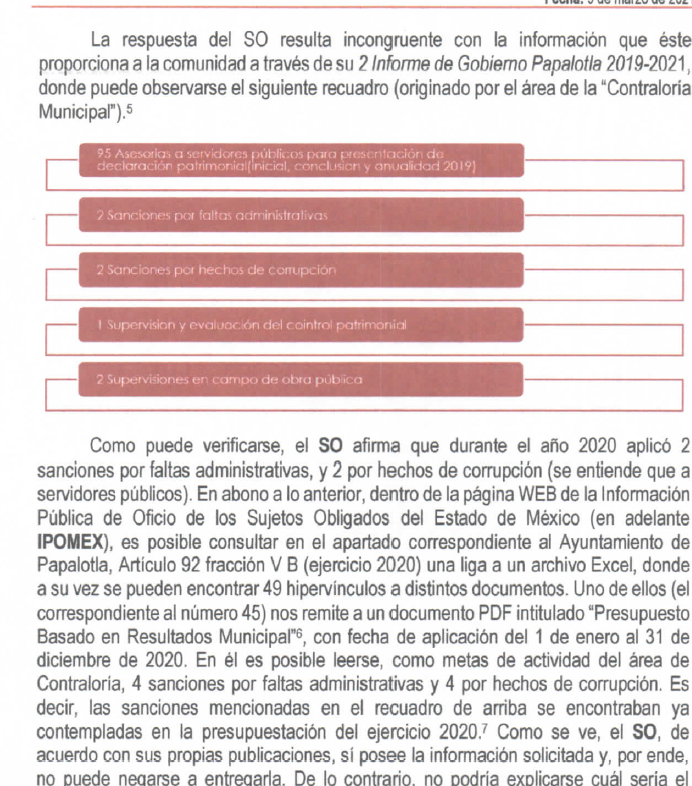 Fecha: 9 de marzo de 2021
La respuesta del SO resulta incongruente con la información que éste
proporciona a la comunidad a través de su 2 Informe de Gobierno Papalotla 2019-2021,
donde puede observarse el siguiente recuadro (originado por el área de la “Contraloría
Municipal”).⁵
95 Asesorias a servidores públicos para presentación de
declaración patrimonial(inicial, conclusion y anualidad 2019)
2 Sanciones por faltas administrativas
2 Sanciones por hechos de corrupción
1 Supervision y evaluación del cointrol patrimonial
2 Supervisiones en campo de obra pública
Como puede verificarse, el SO afirma que durante el año 2020 aplicó 2
sanciones por faltas administrativas, y 2 por hechos de corrupción (se entiende que a
servidores públicos). En abono a lo anterior, dentro de la página WEB de la Información
Pública de Oficio de los Sujetos Obligados del Estado de México (en adelante
IPOMEX), es posible consultar en el apartado correspondiente al Ayuntamiento de
Papalotla, Artículo 92 fracción V B (ejercicio 2020) una liga a un archivo Excel, donde
a su vez se pueden encontrar 49 hipervínculos a distintos documentos. Uno de ellos (el
correspondiente al número 45) nos remite a un documento PDF intitulado “Presupuesto
Basado en Resultados Municipal”⁶, con fecha de aplicación del 1 de enero al 31 de
diciembre de 2020. En él es posible leerse, como metas de actividad del área de
Contraloría, 4 sanciones por faltas administrativas y 4 por hechos de corrupción. Es
decir, las sanciones mencionadas en el recuadro de arriba se encontraban ya
contempladas en la presupuestación del ejercicio 2020.⁷ Como se ve, el SO, de
acuerdo con sus propias publicaciones, sí posee la información solicitada y, por ende,
no puede negarse a entregarla. De lo contrario, no podría explicarse cuál sería el